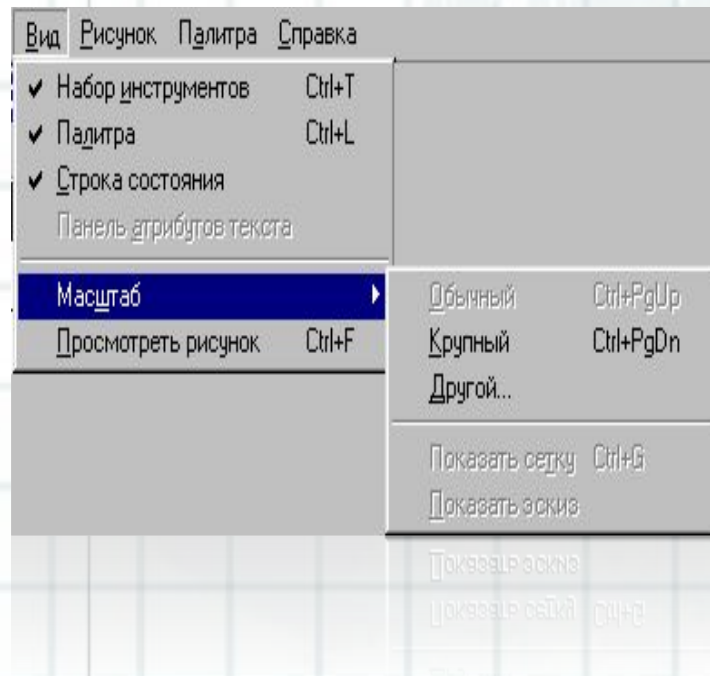 Вид Рисунок Палитра Справка
Набор инструментов Ctrl+T
Палитра Ctrl+L
Строка состояния
Панель атрибутов текста
Масштаб
Просмотреть рисунок Ctrl+F
Обычный Ctrl+PgUp
Крупный Ctrl+PgDn
Другой...
Показать сетку Ctrl+G
Показать эскиз